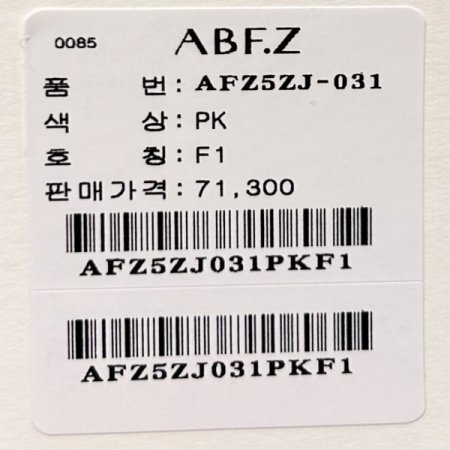 0085 ABF.Z
품 번 : AFZ5ZJ-031
색 상 : PK
호 칭 : F1
판매가격 : 71,300
AFZ5ZJ031PKF1
AFZ5ZJ031PKF1